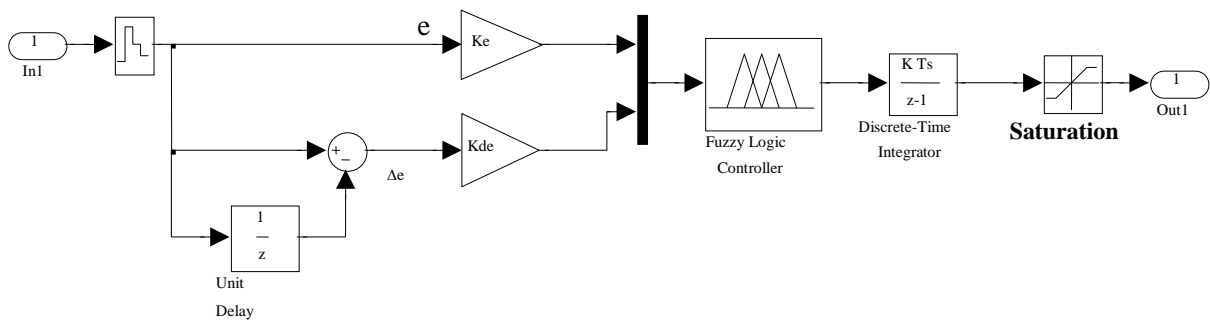 1
In1
e
Ke
Kde
Δe
+
−
1
z
Unit
Delay
Fuzzy Logic
Controller
K Ts
z-1
Discrete-Time
Integrator
Saturation
1
Out1